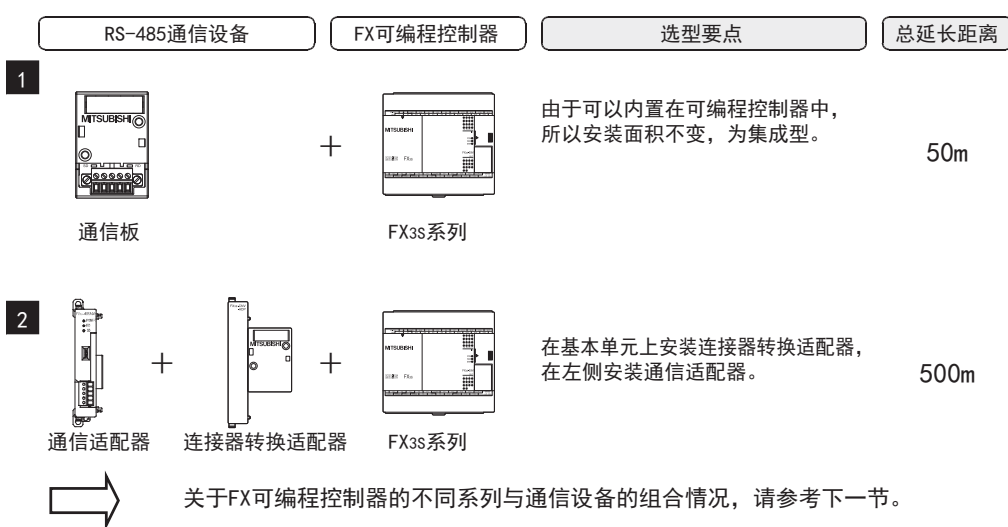 RS-485通信设备
FX可编程控制器
选型要点
总延长距离
1
MITSUBISHI
+
MITSUBISHI
由于可以内置在可编程控制器中,
所以安装面积不变, 为集成型。
50m
通信板
FX3S系列
2
+
MITSUBISHI
+
MITSUBISHI
在基本单元上安装连接器转换适配器,
在左侧安装通信适配器。
500m
通信适配器
连接器转换适配器
FX3S系列
关于FX可编程控制器的不同系列与通信设备的组合情况, 请参考下一节。